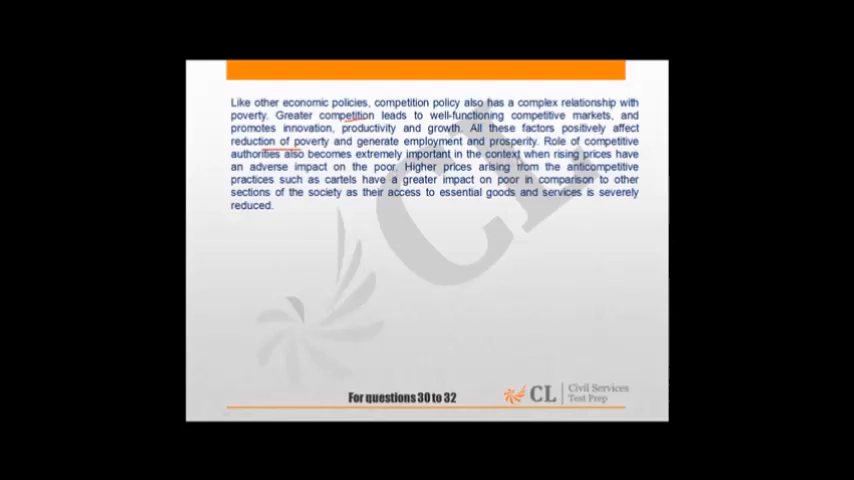 Like other economic policies, competition policy also has a complex relationship with
poverty. Greater competition leads to well-functioning competitive markets, and
promotes innovation, productivity and growth. All these factors positively affect
reduction of poverty and generate employment and prosperity. Role of competitive
authorities also becomes extremely important in the context when rising prices have
an adverse impact on the poor. Higher prices arising from the anticompetitive
practices such as cartels have a greater impact on poor in comparison to other
sections of the society as their access to essential goods and services is severely
reduced.
CL
For questions 30 to 32
CL
Civil Services
Test Prep